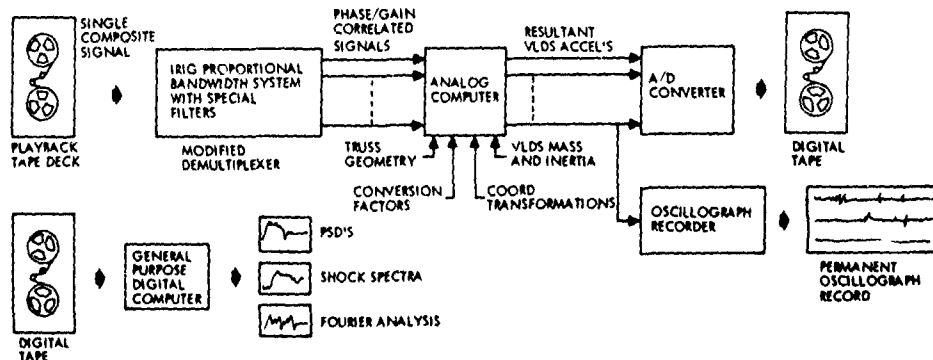 SINGLE
COMPOSITE
SIGNAL
PLAYBACK
TAPE DECK
IRIG PROPORTIONAL
BANDWIDTH SYSTEM
WITH SPECIAL
FILTERS
MODIFIED
DEMULTIPLEXER
PHASE/GAIN
CORRELATED
SIGNALS
ANALOG
COMPUTER
TRUSS
GEOMETRY
CONVERSION
FACTORS
COORD
TRANSFORMATIONS
VLDS MASS
AND INERTIA
RESULTANT
VLDS ACCEL'S
A/D
CONVERTER
DIGITAL
TAPE
OSCILLOGRAPH
RECORDER
PERMANENT
OSCILLOGRAPH
RECORD
DIGITAL
TAPE
GENERAL
PURPOSE
DIGITAL
COMPUTER
PSD'S
SHOCK SPECTRA
FOURIER ANALYSIS